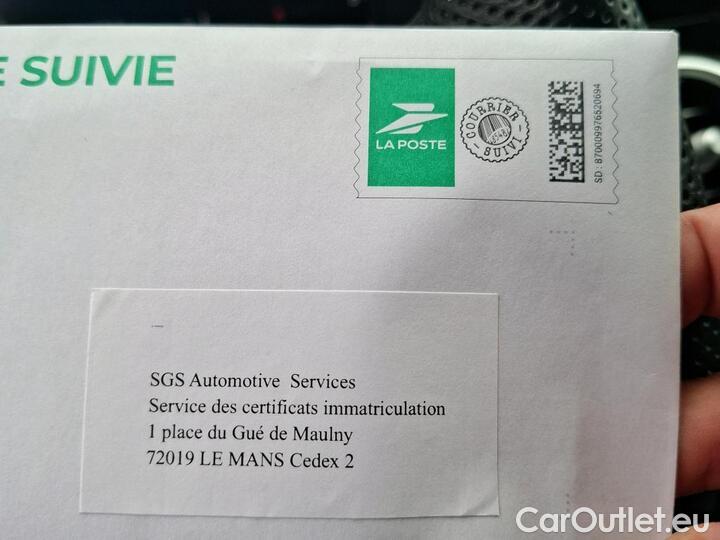 E SUIVIE
LA POSTE
COURRIER
SUIVI
SD : 87000997652069​4
SGS Automotive Services
Service des certificats immatriculation
1 place du Gué de Maulny
72019 LE MANS Cedex 2
CarOutlet.eu